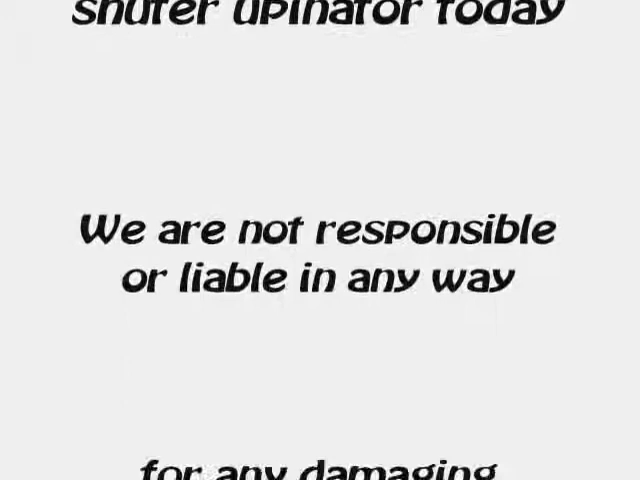 shuter upinator today
We are not responsible
or liable in any way
for any damaging